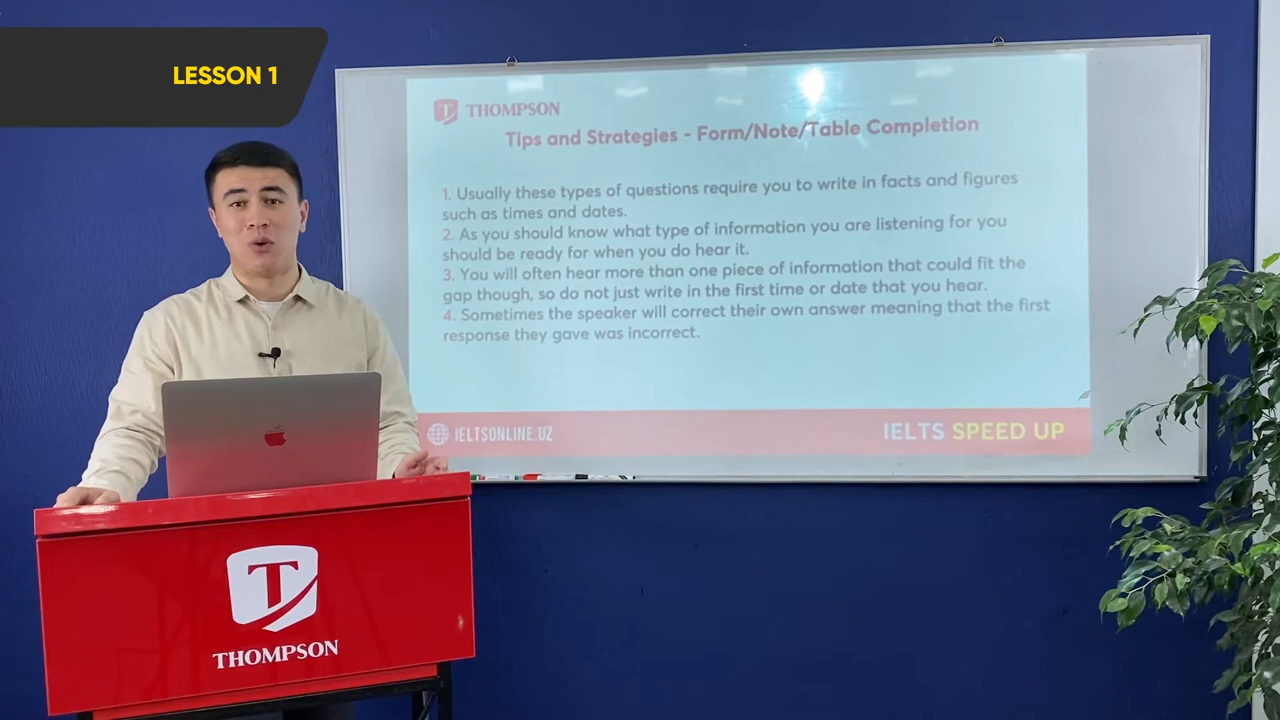 LESSON 1
THOMPSON
Tips and Strategies - Form/Note/Table Completion
1. Usually these types of questions require you to write in facts and figures
such as times and dates.
2. As you should know what type of information you are listening for you
should be ready for when you do hear it.
3. You will often hear more than one piece of information that could fit the
gap though, so do not just write in the first time or date that you hear.
4. Sometimes the speaker will correct their own answer meaning that the first
response they gave was incorrect.
IELTSONLINE.UZ
IELTS SPEED UP
T
THOMPSON